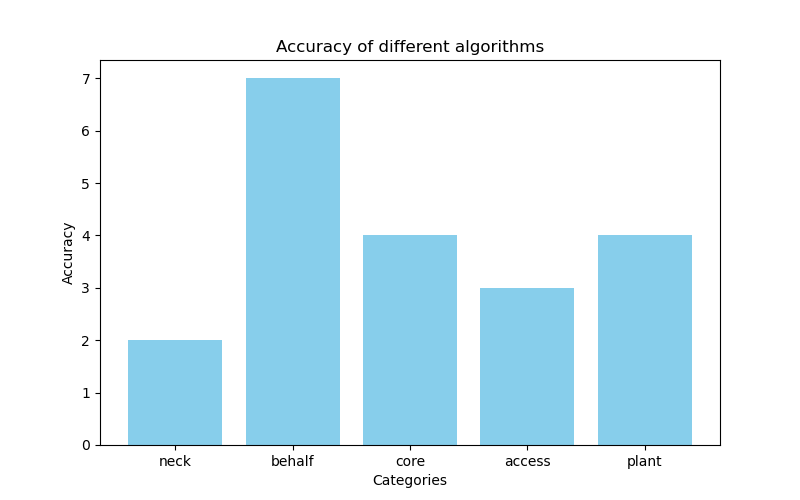 Accuracy of different algorithms
7
6
5
4
3
2
1
0
Accuracy
neck behalf core access plant
Categories